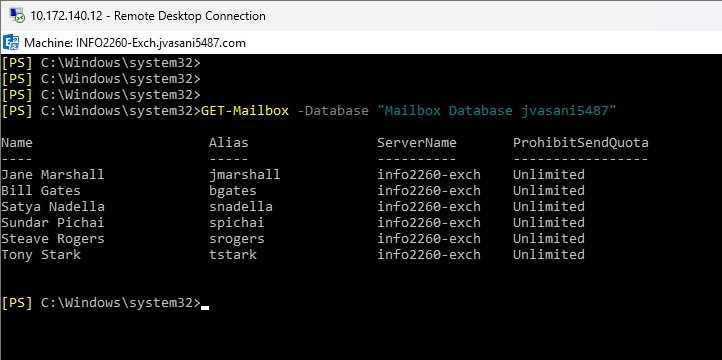 10.172.140.12 - Remote Desktop Connection
Machine: INFO2260-Exch.jvasani5487.com
[PS] C:\Windows\system32>
[PS] C:\Windows\system32>
[PS] C:\Windows\system32>
[PS] C:\Windows\system32>GET-Mailbox -Database "Mailbox Database jvasani5487"
Name Alias ServerName ProhibitSendQuota
---- ----- ---------- -----------------
Jane Marshall jmarshall info2260-exch Unlimited
Bill Gates bgates info2260-exch Unlimited
Satya Nadella snadella info2260-exch Unlimited
Sundar Pichai spichai info2260-exch Unlimited
Steave Rogers srogers info2260-exch Unlimited
Tony Stark tstark info2260-exch Unlimited
[PS] C:\Windows\system32>